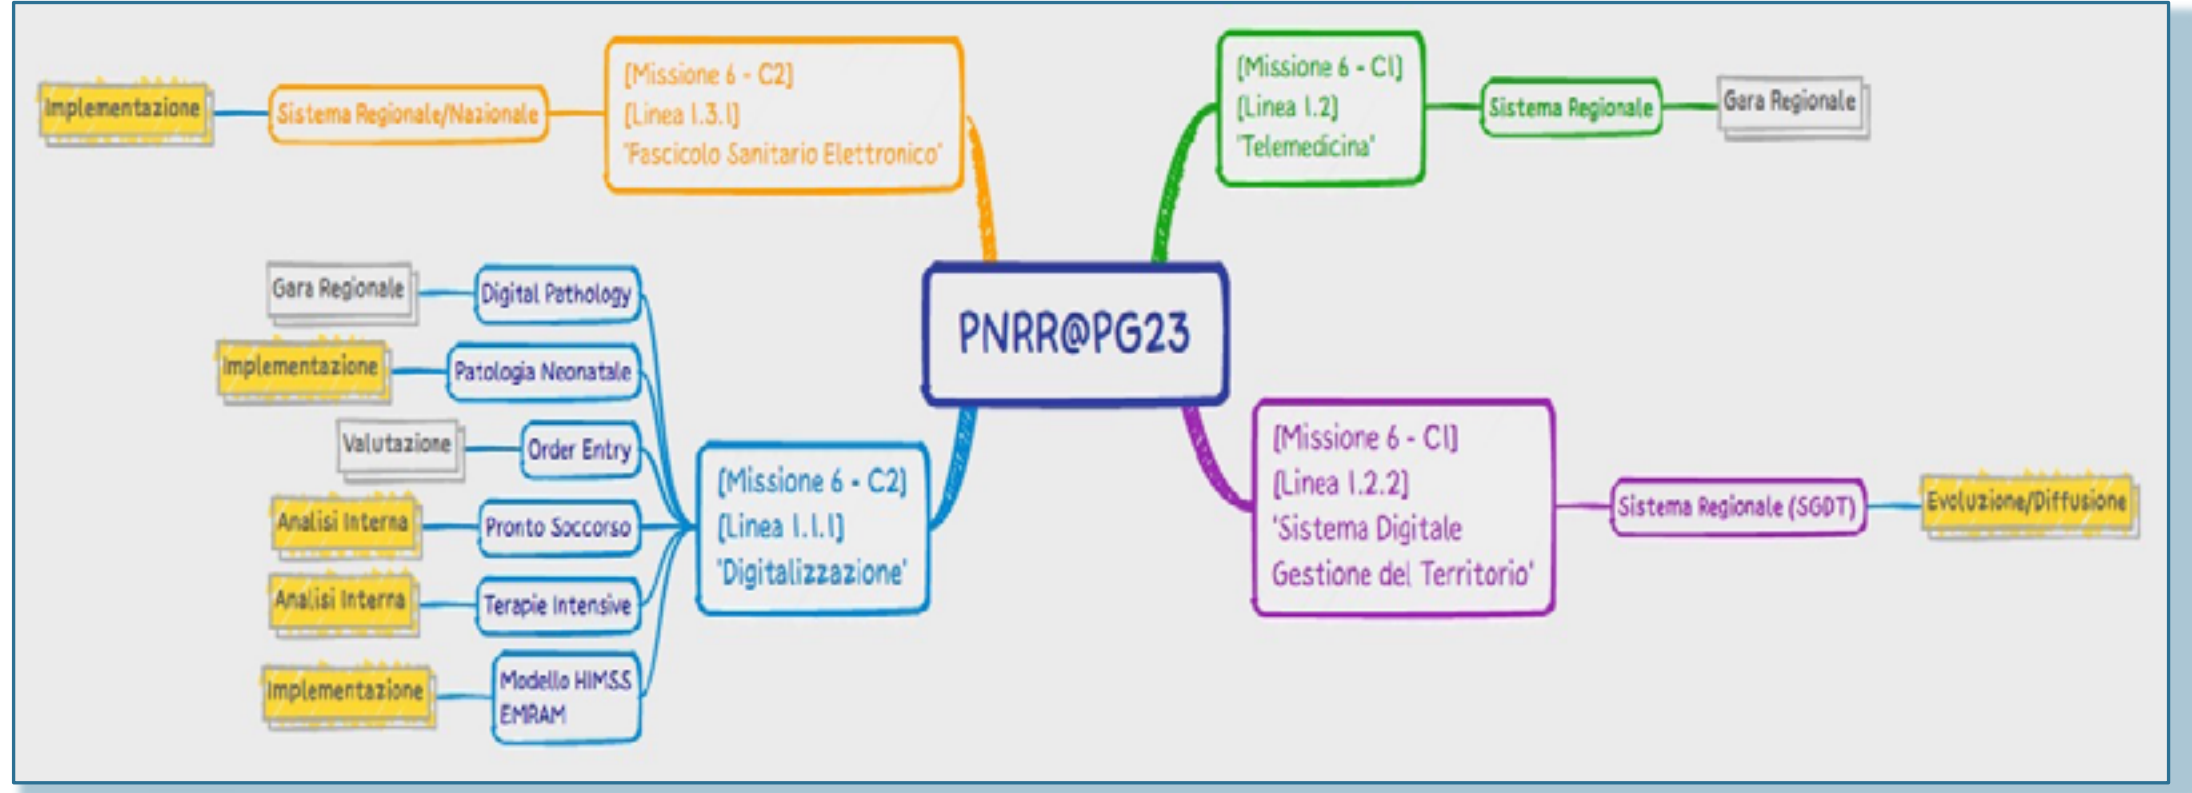 PNRR@PG23
[Missione 6 - C2]
[Linea 1.3.1]
"Fascicolo Sanitario Elettronico"
Sistema Regionale/Nazionale
Implementazione
[Missione 6 - C1]
[Linea 1.2]
"Telemedicina"
Sistema Regionale
Gara Regionale
[Missione 6 - C2]
[Linea 1.1.1]
"Digitalizzazione"
Digital Pathology
Gara Regionale
Patologia Neonatale
Implementazione
Order Entry
Valutazione
Pronto Soccorso
Analisi Interna
Terapie Intensive
Analisi Interna
Modello HIMSS
EMRAM
Implementazione
[Missione 6 - C1]
[Linea 1.2.2]
"Sistema Digitale
Gestione del Territorio"
Sistema Regionale (SGDT)
Evoluzione/Diffusione